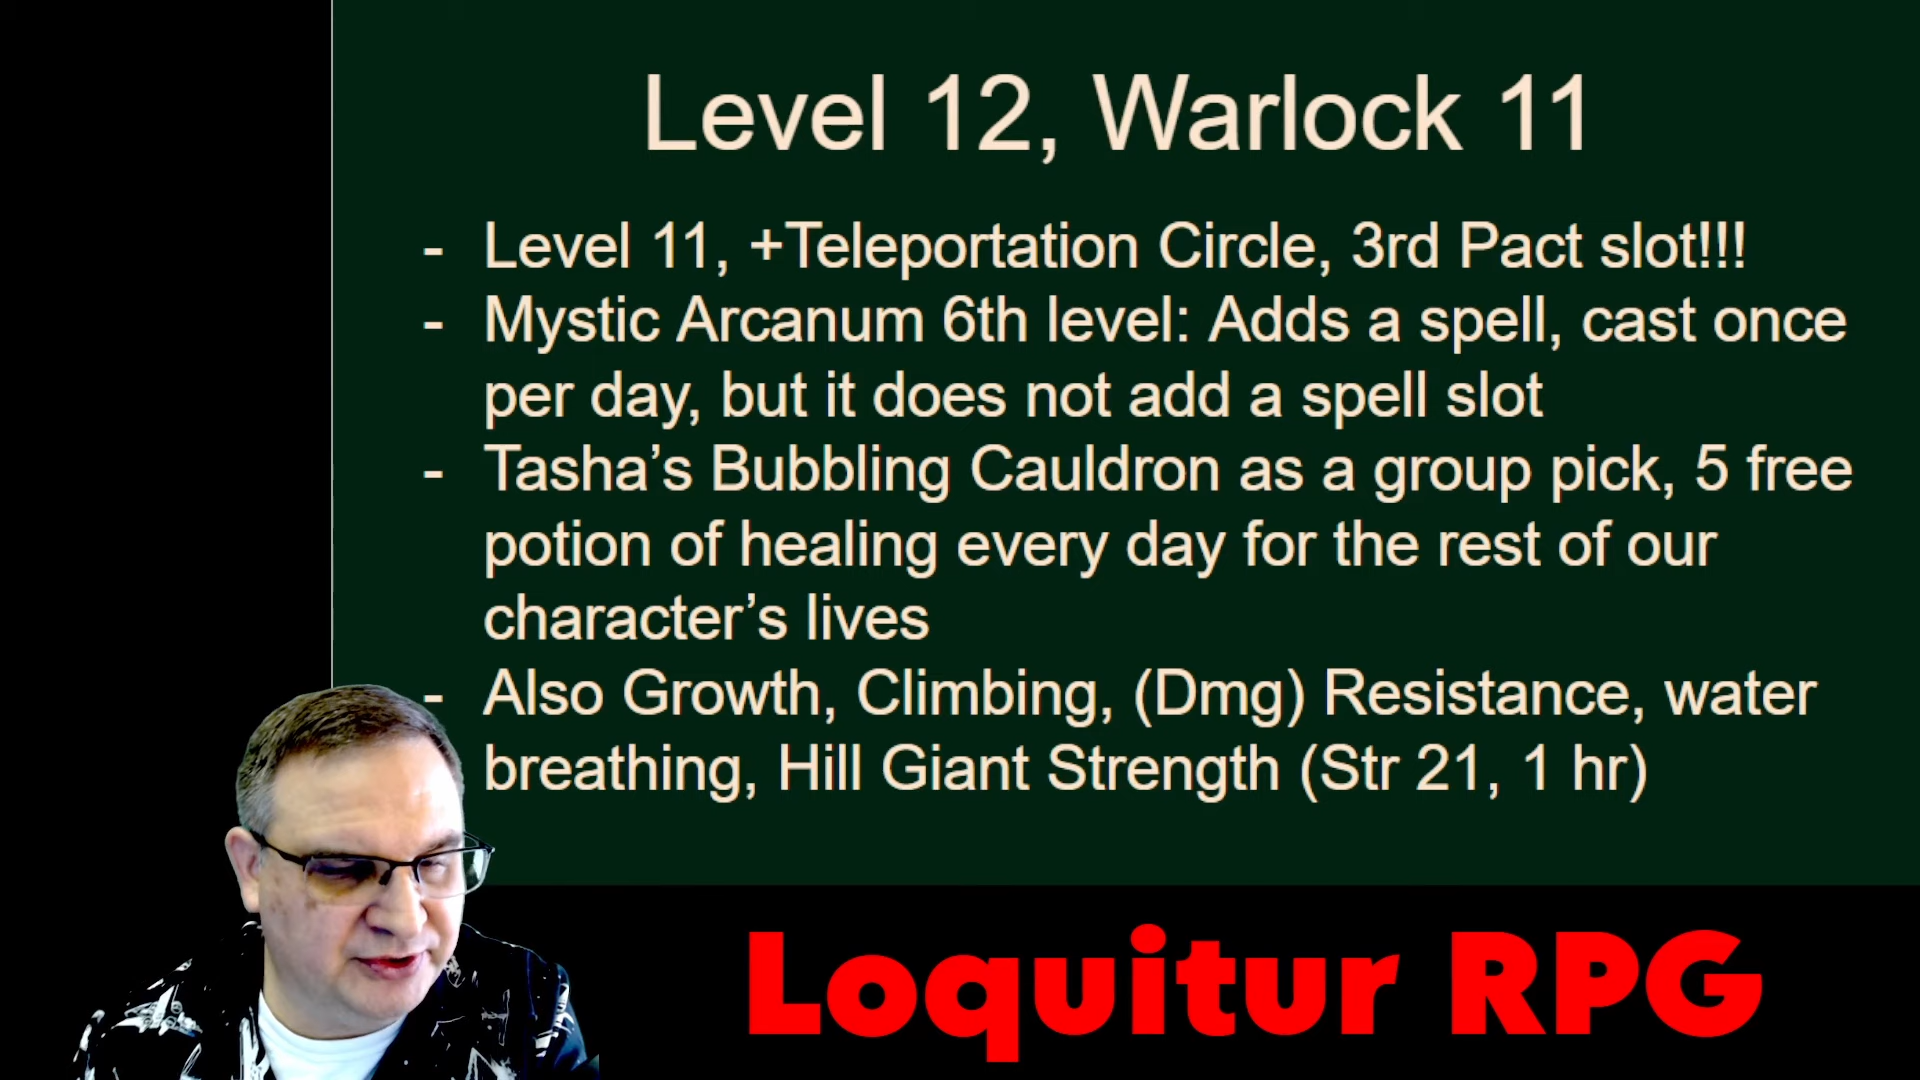 Level 12, Warlock 11
- Level 11, +Teleportation Circle, 3rd Pact slot!!!
- Mystic Arcanum 6th level: Adds a spell, cast once
per day, but it does not add a spell slot
- Tasha’s Bubbling Cauldron as a group pick, 5 free
potion of healing every day for the rest of our
character’s lives
- Also Growth, Climbing, (Dmg) Resistance, water
breathing, Hill Giant Strength (Str 21, 1 hr)
Loquitur RPG